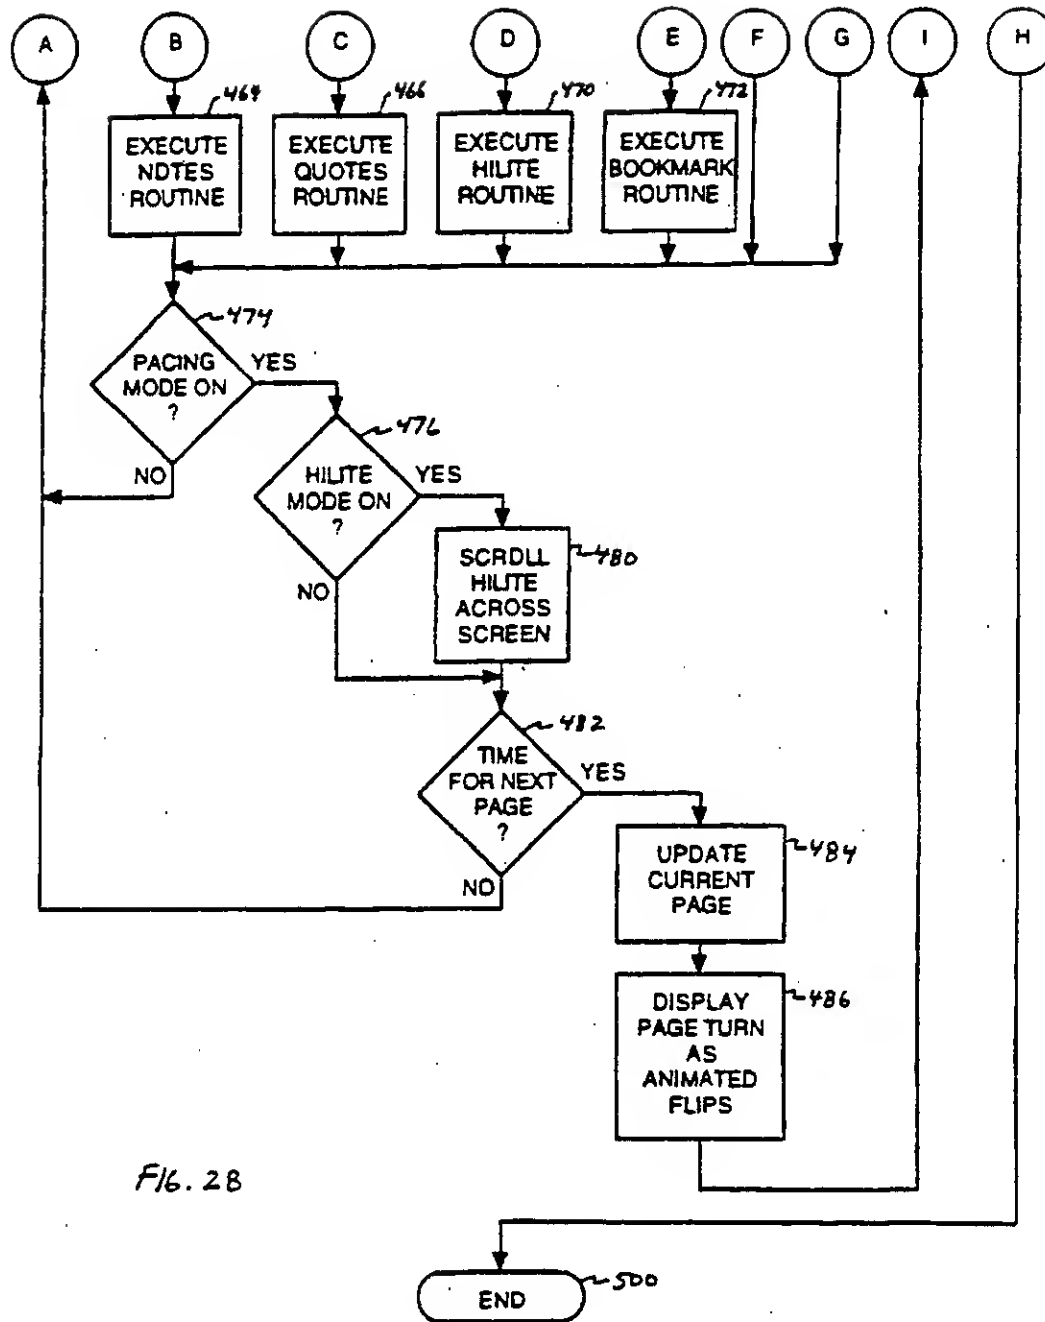 A B C D E F G I H
464 466 470 472
EXECUTE
NDTES
ROUTINE
EXECUTE
QUOTES
ROUTINE
EXECUTE
HILITE
ROUTINE
EXECUTE
BOOKMARK
ROUTINE
474
PACING
MODE ON
?
YES
NO
476
HILITE
MODE ON
?
YES
NO
480
SCRDLL
HILITE
ACROSS
SCREEN
482
TIME
FOR NEXT
PAGE
?
YES
NO
484
UPDATE
CURRENT
PAGE
486
DISPLAY
PAGE TURN
AS
ANIMATED
FLIPS
FIG. 2B
500
END